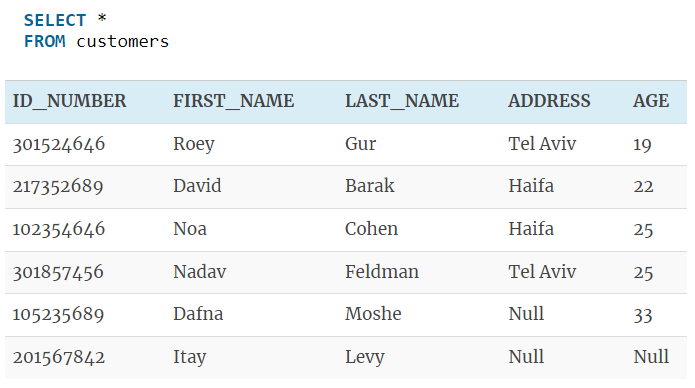 SELECT *
FROM customers
ID_NUMBER FIRST_NAME LAST_NAME ADDRESS AGE
301524646 Roey Gur Tel Aviv 19
217352689 David Barak Haifa 22
102354646 Noa Cohen Haifa 25
301857456 Nadav Feldman Tel Aviv 25
105235689 Dafna Moshe Null 33
201567842 Itay Levy Null Null